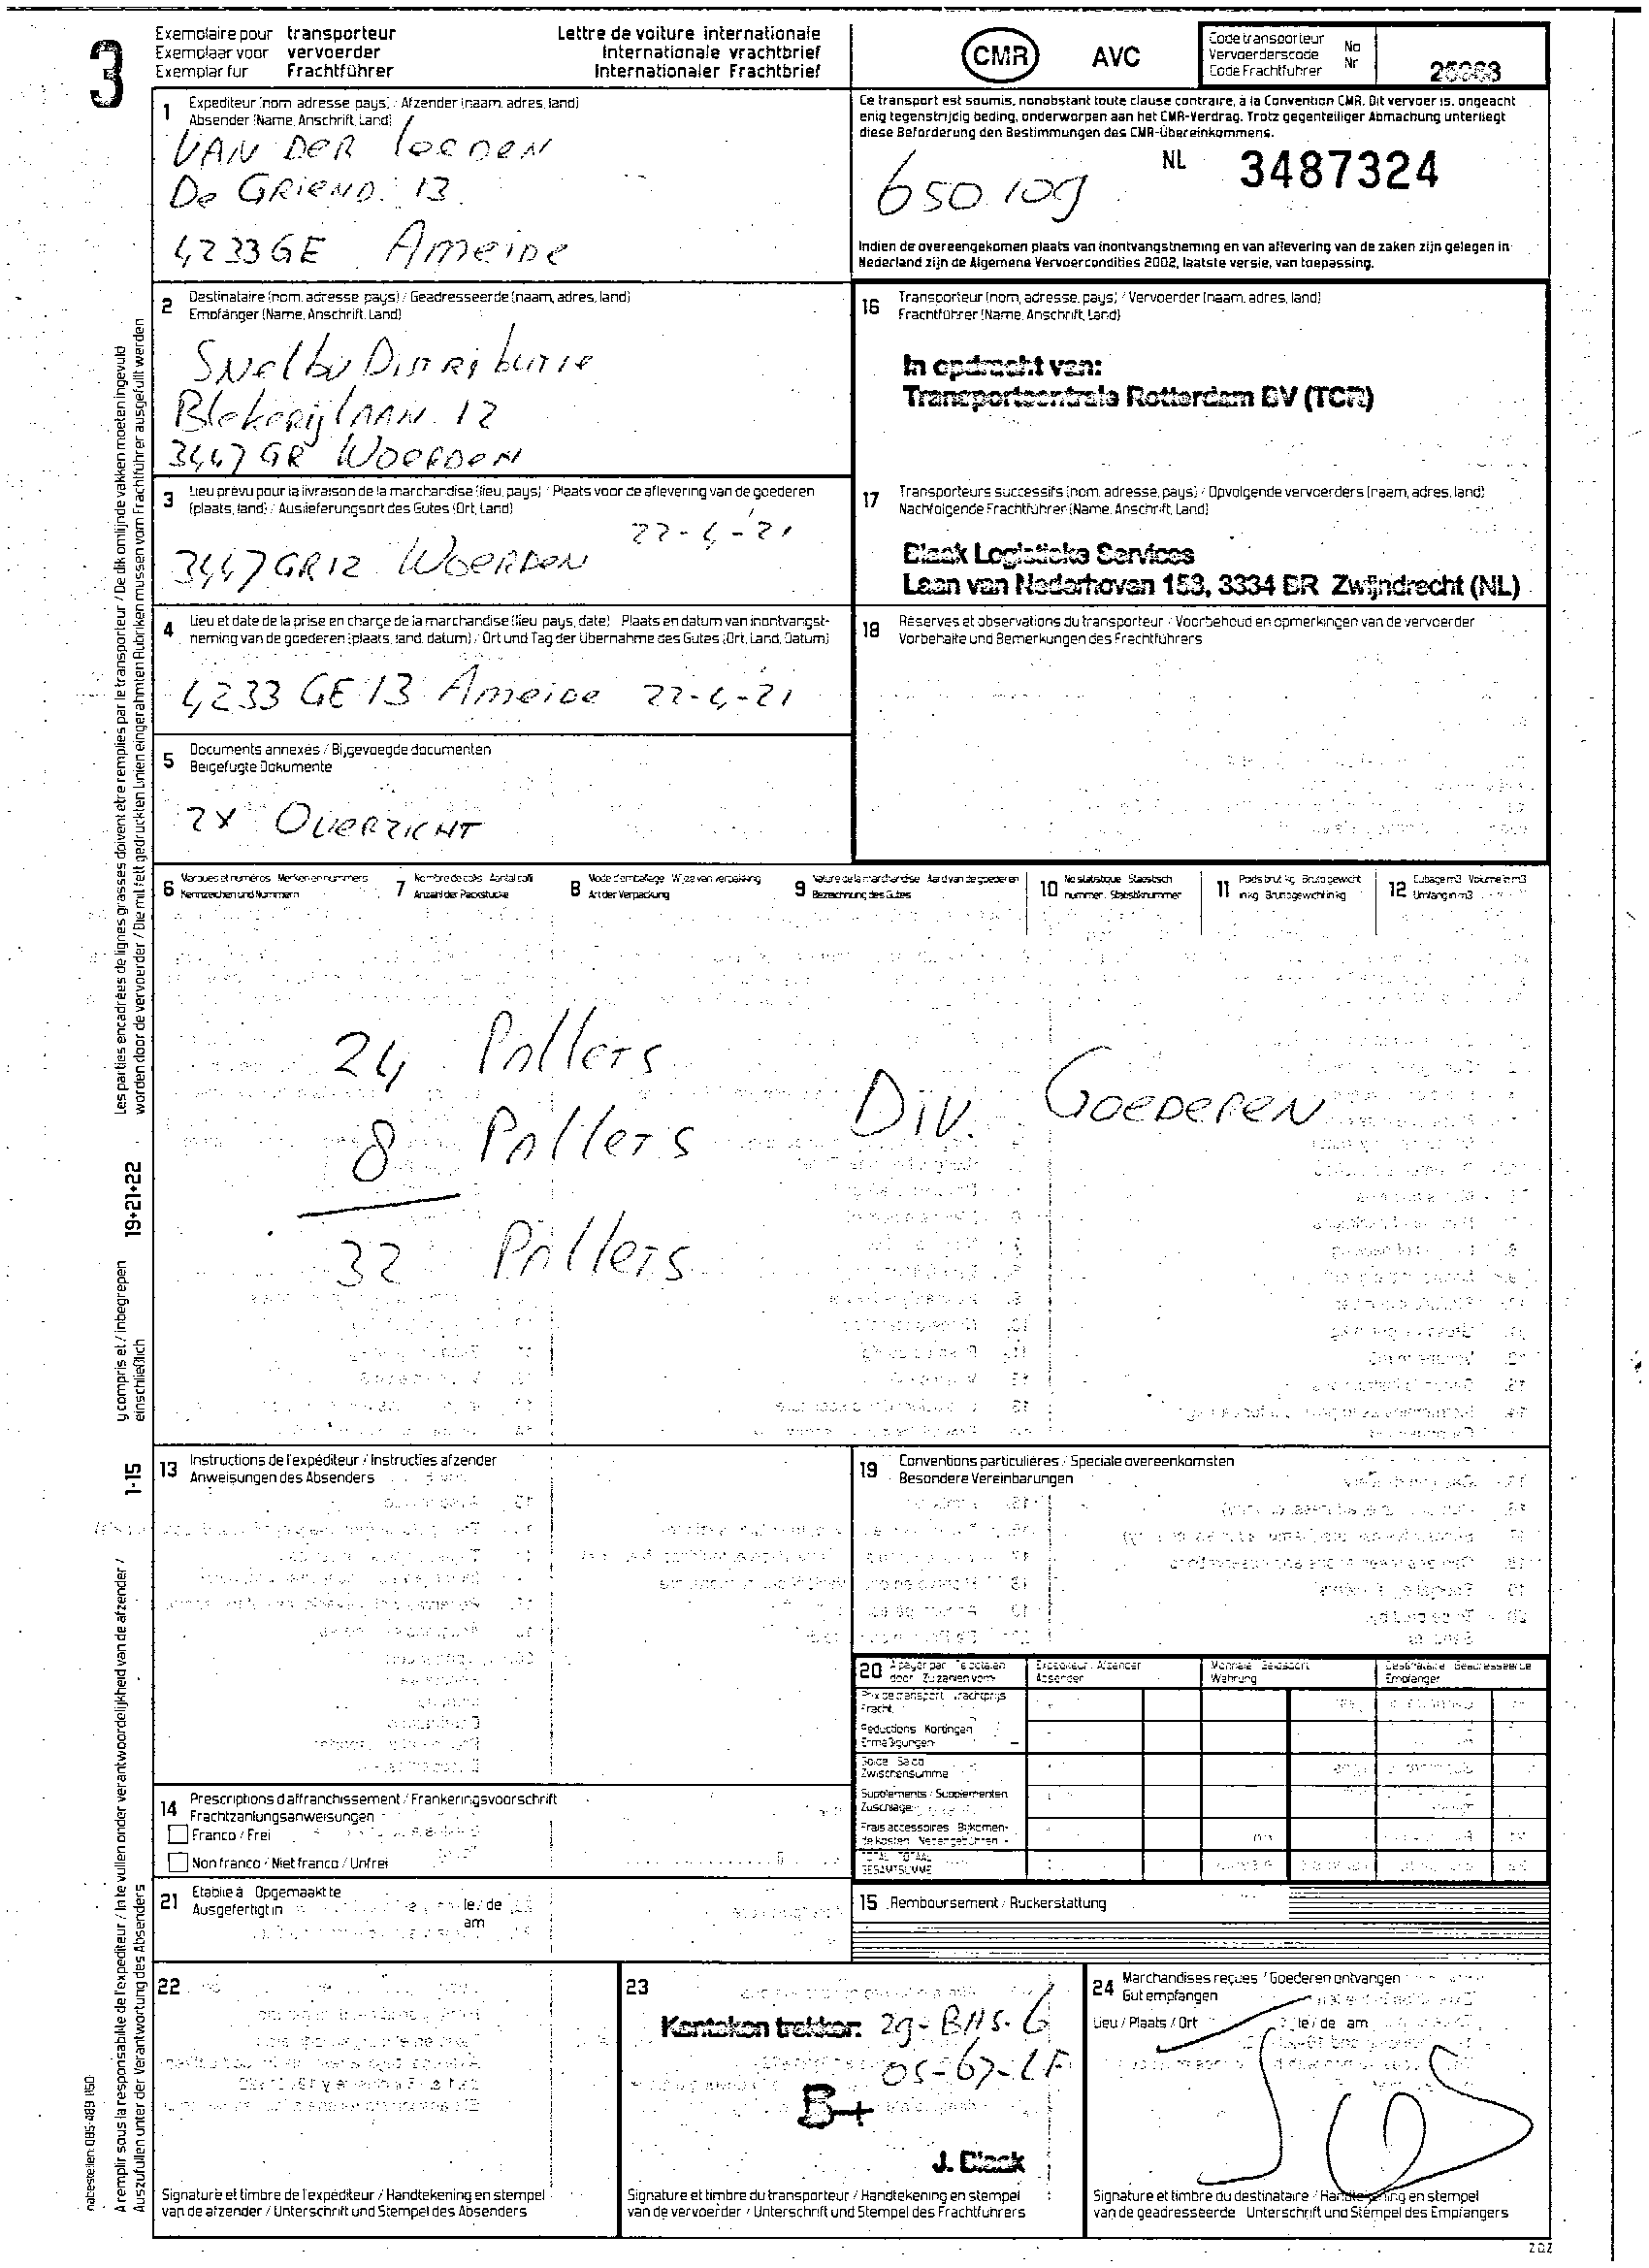 3
Exemplaire pour transporteur
Exemplaar voor vervoerder
Exemplar für Frachtführer
Lettre de voiture internationale
Internationale vrachtbrief
Internationaler Frachtbrief
CMR AVC
Code transporteur
Vervoerderscode
Code Frachtführer
No
Nr
1 Expediteur (nom adresse pays) / Afzender (naam, adres, land)
Absender (Name, Anschrift, Land)
VAN DER
De GRIEND. 13
4233GE Ameide
Ce transport est soumis, nonobstant toute clause contraire, à la Convention CMR. Dit vervoer is, ongeacht
enig tegenstrijdig beding, onderworpen aan het CMR-Verdrag. Trotz gegenteiliger Abmachung unterliegt
diese Beförderung den Bestimmungen des CMR-Übereinkommens.
NL 3487324
650.109
Indien de overeengekomen plaats van inontvangstneming en van aflevering van de zaken zijn gelegen in
Nederland zijn de Algemene Vervoercondities 2002, laatste versie, van toepassing.
2 Destinataire (nom, adresse pays) / Geadresseerde (naam, adres, land)
Empfänger (Name, Anschrift, Land)
Snelbv Distributie
Blekerijlaan 12
3447 GR WOERDEN
16 Transporteur (nom, adresse, pays) / Vervoerder (naam, adres, land)
Frachtführer (Name, Anschrift, Land)
In opdracht van:
Transportcentrale Rotterdam BV (TCR)
3 Lieu prévu pour la livraison de la marchandise (lieu, pays) / Plaats voor de aflevering van de goederen
(plaats, land) / Auslieferungsort des Gutes (Ort, Land)
22-4-21
3447GR12 WOERDEN
17 Transporteurs successifs (nom, adresse, pays) / Opvolgende vervoerders (naam, adres, land)
Nachfolgende Frachtführer (Name, Anschrift, Land)
Blaak Logistieke Services
Laan van Nederhoven 153, 3334 BR Zwijndrecht (NL)
4 Lieu et date de la prise en charge de la marchandise (lieu pays, date) Plaats en datum van inontvangst-
neming van de goederen (plaats, land, datum) / Ort und Tag der Übernahme des Gutes (Ort, Land, Datum)
4233 GE 13 Ameide 22-4-21
18 Réserves et observations du transporteur / Voorbehoud en opmerkingen van de vervoerder
Vorbehalte und Bemerkungen des Frachtführers
5 Documents annexés / Bijgevoegde documenten
Beigefügte Dokumente
2x OVERZICHT
6 Marques et numéros Merken en nummers
Kennzeichen und Nummern
7 Nombre de colis Aantal colli
Anzahl der Packstücke
8 Mode d'emballage Wijze van verpakking
Art der Verpackung
9 Nature de la marchandise Aard van de goederen
Bezeichnung des Gutes
10 No statistique Statistisch
nummer. Statistiknummer
11 Poids brut kg Bruto gewicht
in kg Bruttogewicht in kg
12 Cubage m3 Volume in m3
Umfang in m3
24 Pallets
8 Pallets
Div. GOEDEREN
32 Pallets
13 Instructions de l'expéditeur / Instructies afzender
Anweisungen des Absenders
19 Conventions particulières / Speciale overeenkomsten
Besondere Vereinbarungen
20 A payer par Te betalen
door Zu zahlen vom
Expéditeur Afzender
Absender
Monnaie Geldsoort
Währung
Destinataire Geadresseerde
Empfänger
Prix de transport Vrachtprijs
Fracht
Réductions Kortingen
Ermäßigungen −
Solde Saldo
Zwischensumme
Suppléments / Supplementen
Zuschläge
Frais accessoires Bijkomen-
de kosten Nebengebühren +
TOTAL TOTAAL
GESAMTSUMME
14 Prescriptions d'affranchissement / Frankeringsvoorschrift
Frachtzahlungsanweisungen
Franco / Frei
Non franco / Niet franco / Unfrei
21 Etablie à Opgemaakt te
Ausgefertigt in
le / de
am
15 Remboursement / Rückerstattung
22
23
Kenteken trekker: 29-BHS-6
05-67-LF
B+
J. Blaak
24 Marchandises reçues / Goederen ontvangen
Gut empfangen
Lieu / Plaats / Ort
le / de am
Signature et timbre de l'expéditeur / Handtekening en stempel
van de afzender / Unterschrift und Stempel des Absenders
Signature et timbre du transporteur / Handtekening en stempel
van de vervoerder / Unterschrift und Stempel des Frachtführers
Signature et timbre du destinataire / Handtekening en stempel
van de geadresseerde Unterschrift und Stempel des Empfangers
Les parties encadrées de lignes grasses doivent être remplies par le transporteur / De dik omlijnde vakken moeten ingevuld
worden door de vervoerder / Die mit fett gedruckten Linien eingerahmten Rubriken müssen vom Frachtführer ausgefüllt werden
19+21+22
y compris et / inbegrepen
einschließlich
1-15
A remplir sous la responsabilité de l'expéditeur / In te vullen onder verantwoordelijkheid van de afzender /
Auszufüllen unter der Verantwortung des Absenders
nabestellen: 085-489 1160